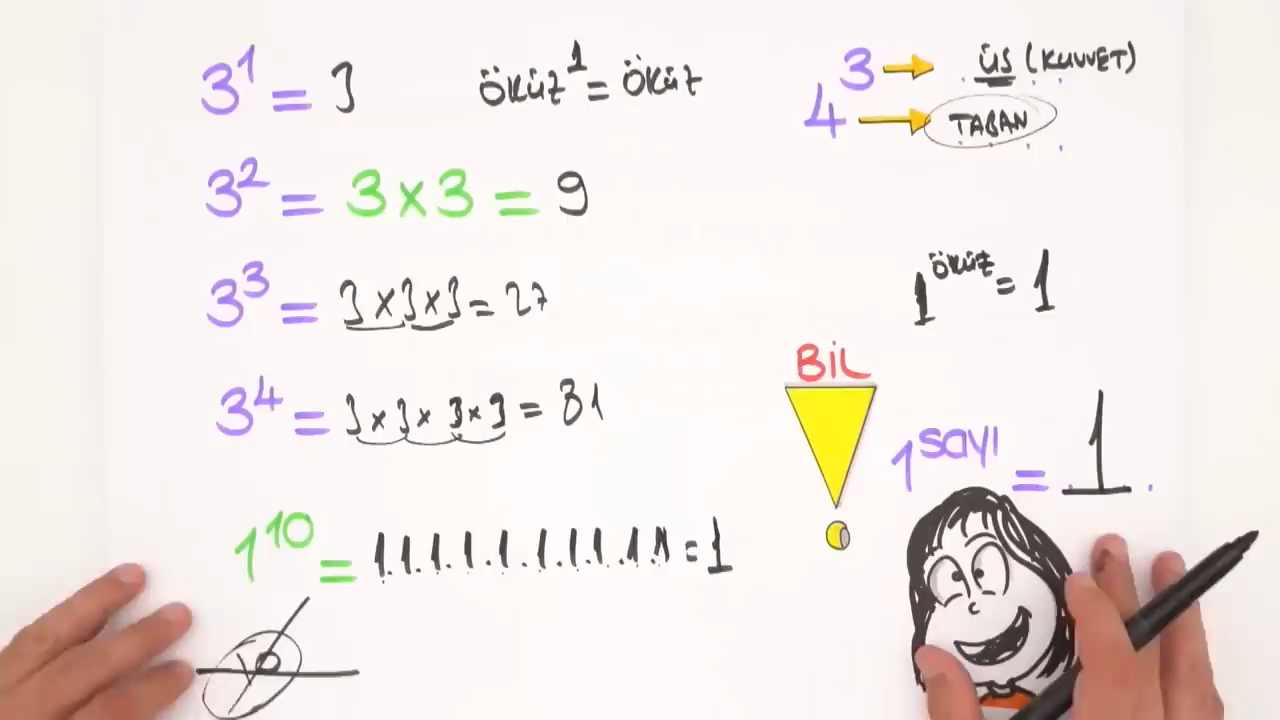 3¹ = 3
ÖKÜZ¹ = ÖKÜZ
4³
ÜS (KUVVET)
TABAN
3² = 3 x 3 = 9
3³ = 3 x 3 x 3 = 27
1^ÖKÜZ = 1
3⁴ = 3 x 3 x 3 x 3 = 81
BİL
1^SAYI = 1
1¹⁰ = 1.1.1.1.1.1.1.1.1.1 = 1